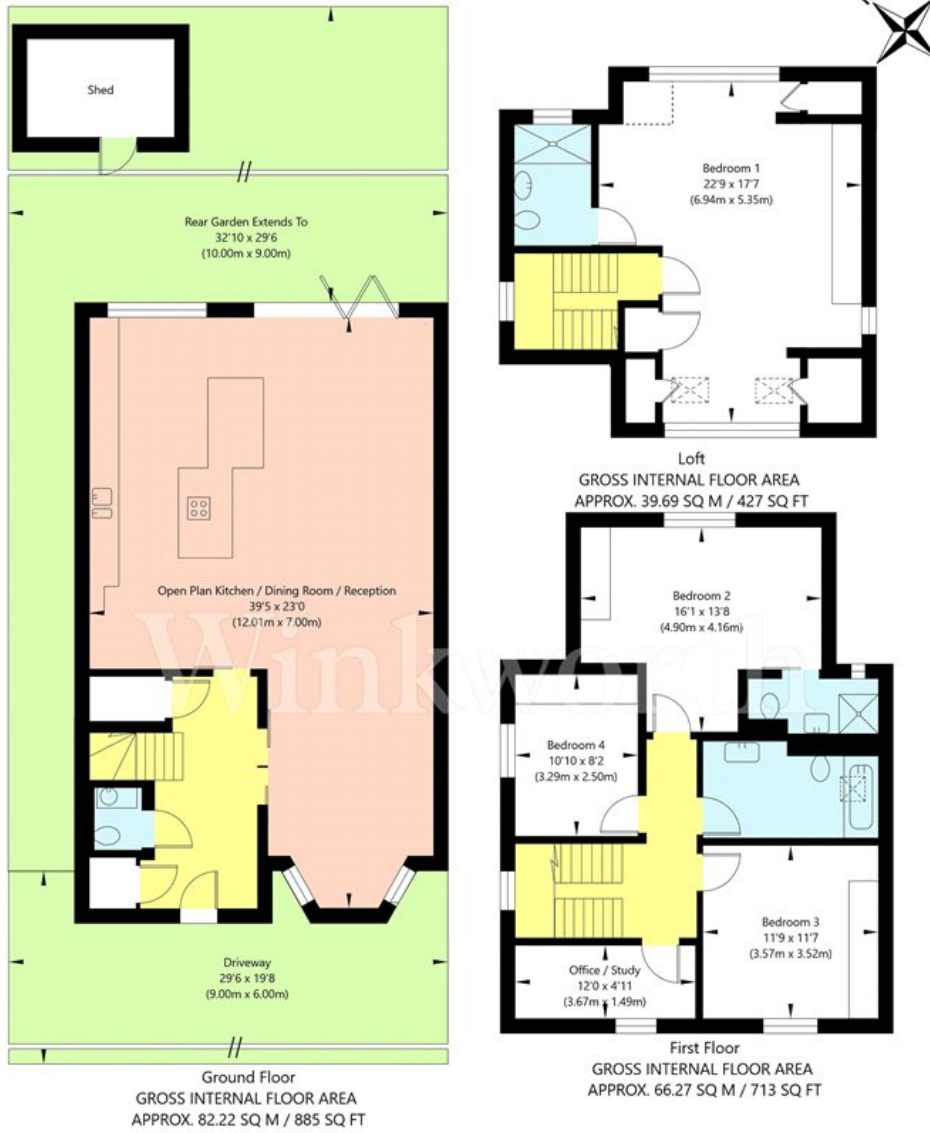 Shed
Rear Garden Extends To
32'10 x 29'6
(10.00m x 9.00m)
Open Plan Kitchen / Dining Room / Reception
39'5 x 23'0
(12.01m x 7.00m)
Driveway
29'6 x 19'8
(9.00m x 6.00m)
Ground Floor
GROSS INTERNAL FLOOR AREA
APPROX. 82.22 SQ M / 885 SQ FT
Bedroom 1
22'9 x 17'7
(6.94m x 5.35m)
Loft
GROSS INTERNAL FLOOR AREA
APPROX. 39.69 SQ M / 427 SQ FT
Bedroom 2
16'1 x 13'8
(4.90m x 4.16m)
Winkworth
Bedroom 4
10'10 x 8'2
(3.29m x 2.50m)
Bedroom 3
11'9 x 11'7
(3.57m x 3.52m)
Office / Study
12'0 x 4'11
(3.67m x 1.49m)
First Floor
GROSS INTERNAL FLOOR AREA
APPROX. 66.27 SQ M / 713 SQ FT